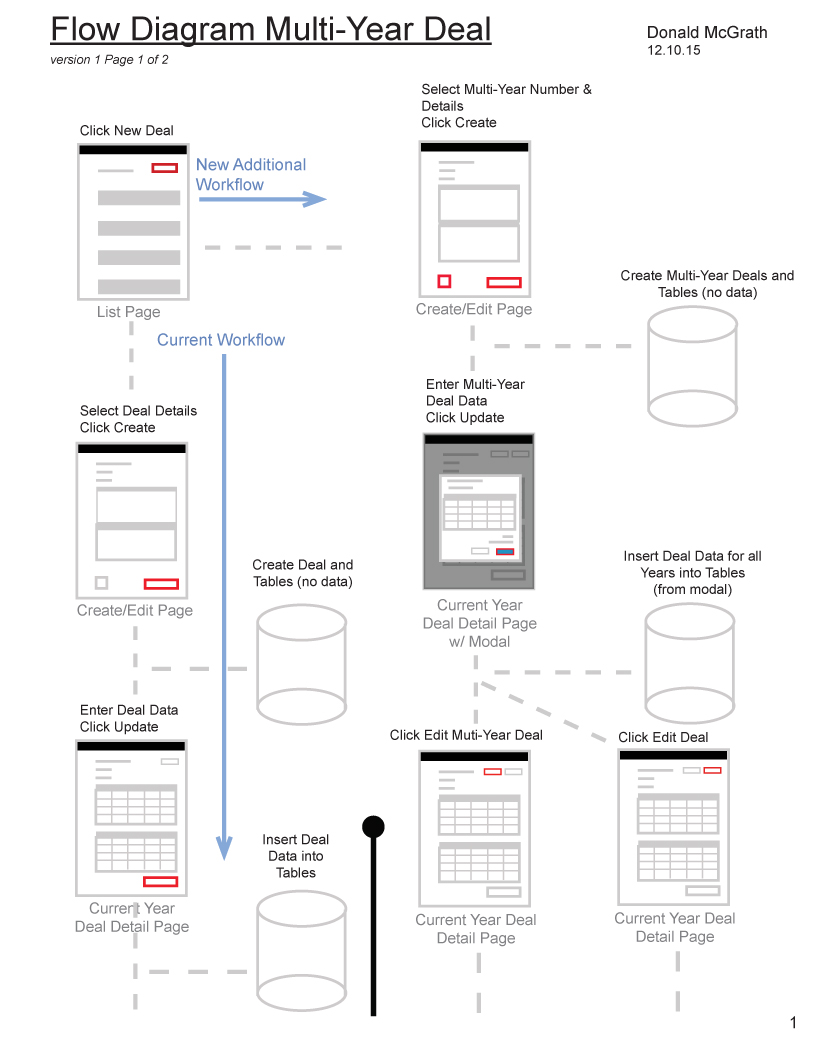 Flow Diagram Multi-Year Deal
version 1 Page 1 of 2
Donald McGrath
12.10.15
Click New Deal
New Additional
Workflow
List Page
Current Workflow
Select Deal Details
Click Create
Create/Edit Page
Create Deal and
Tables (no data)
Enter Deal Data
Click Update
Current Year
Deal Detail Page
Insert Deal
Data into
Tables
Select Multi-Year Number &
Details
Click Create
Create/Edit Page
Create Multi-Year Deals and
Tables (no data)
Enter Multi-Year
Deal Data
Click Update
Current Year
Deal Detail Page
w/ Modal
Insert Deal Data for all
Years into Tables
(from modal)
Click Edit Muti-Year Deal
Current Year Deal
Detail Page
Click Edit Deal
Current Year Deal
Detail Page
1